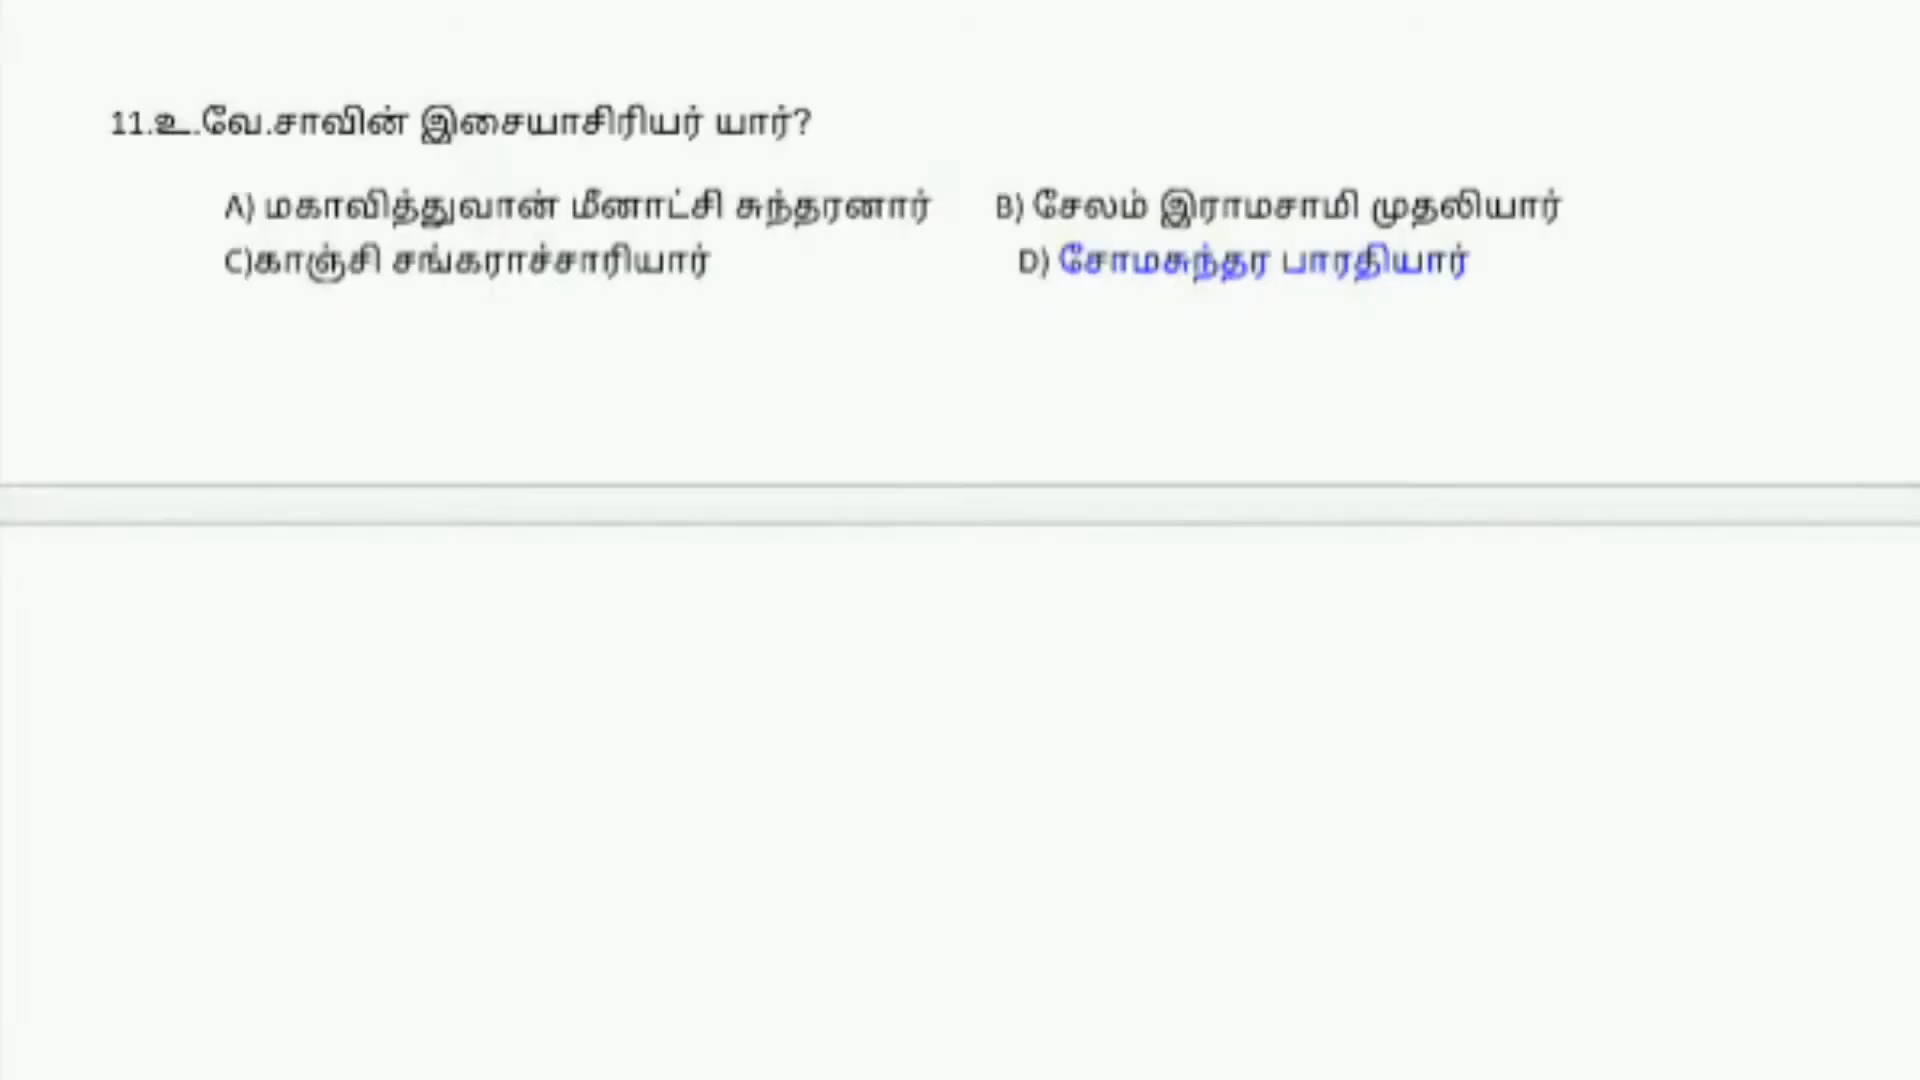 11.உ.வே.சாவின் இசையாசிரியர் யார்?
A) மகாவித்துவான் மீனாட்சி சுந்தரனார் B) சேலம் இராமசாமி முதலியார்
C)காஞ்சி சங்கராச்சாரியார் D) சோமசுந்தர பாரதியார்